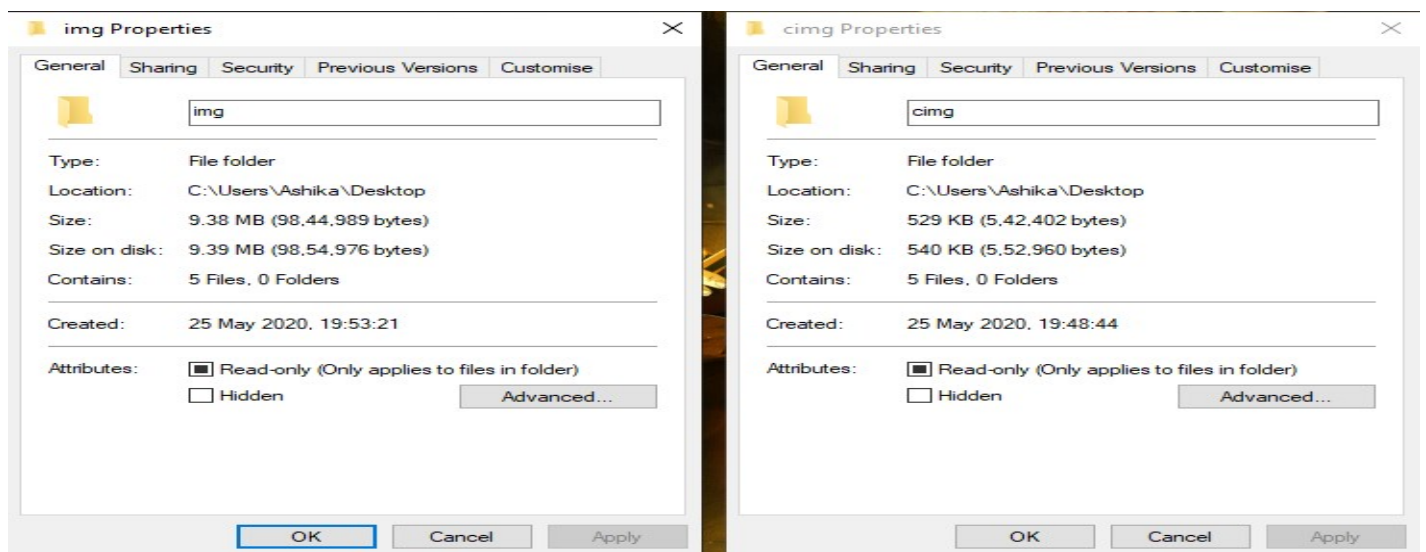 img Properties
General Sharing Security Previous Versions Customise
img
Type: File folder
Location: C:\Users\Ashika\Desktop
Size: 9.38 MB (98,44,989 bytes)
Size on disk: 9.39 MB (98,54,976 bytes)
Contains: 5 Files, 0 Folders
Created: 25 May 2020, 19:53:21
Attributes: Read-only (Only applies to files in folder)
Hidden Advanced...
OK Cancel Apply
cimg Properties
General Sharing Security Previous Versions Customise
cimg
Type: File folder
Location: C:\Users\Ashika\Desktop
Size: 529 KB (5,42,402 bytes)
Size on disk: 540 KB (5,52,960 bytes)
Contains: 5 Files, 0 Folders
Created: 25 May 2020, 19:48:44
Attributes: Read-only (Only applies to files in folder)
Hidden Advanced...
OK Cancel Apply